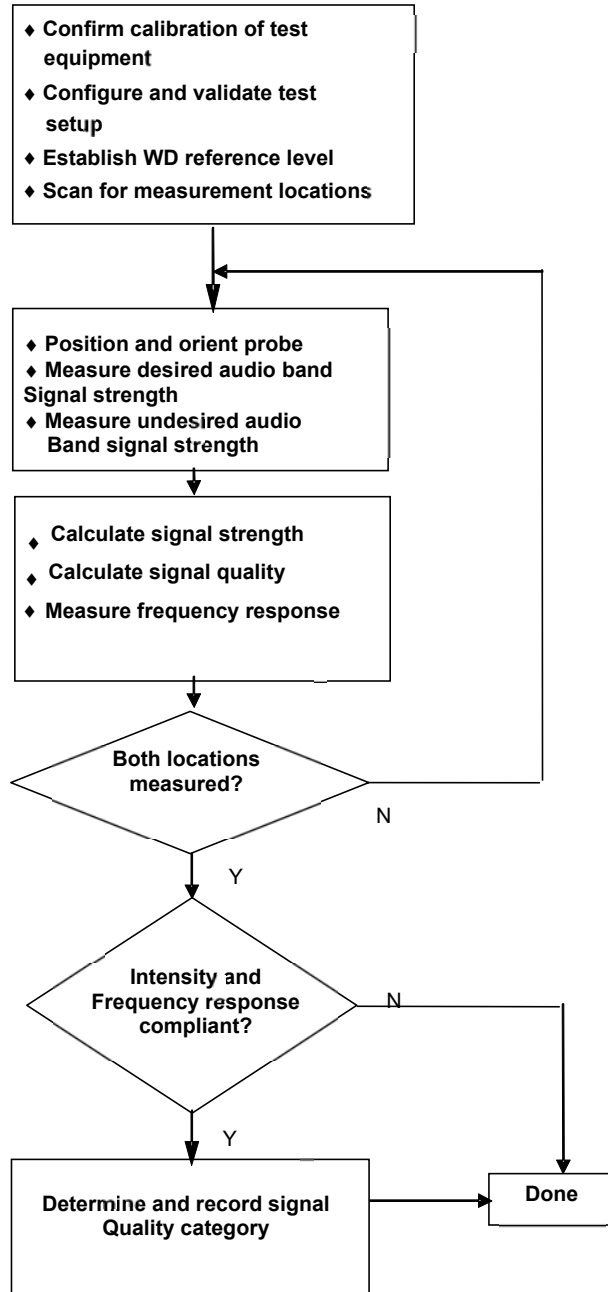 ♦ Confirm calibration of test
equipment
♦ Configure and validate test
setup
♦ Establish WD reference level
♦ Scan for measurement locations
♦ Position and orient probe
♦ Measure desired audio band
Signal strength
♦ Measure undesired audio
Band signal strength
♦ Calculate signal strength
♦ Calculate signal quality
♦ Measure frequency response
Both locations
measured?
N
Y
Intensity and
Frequency response
compliant?
N
Y
Determine and record signal
Quality category
Done